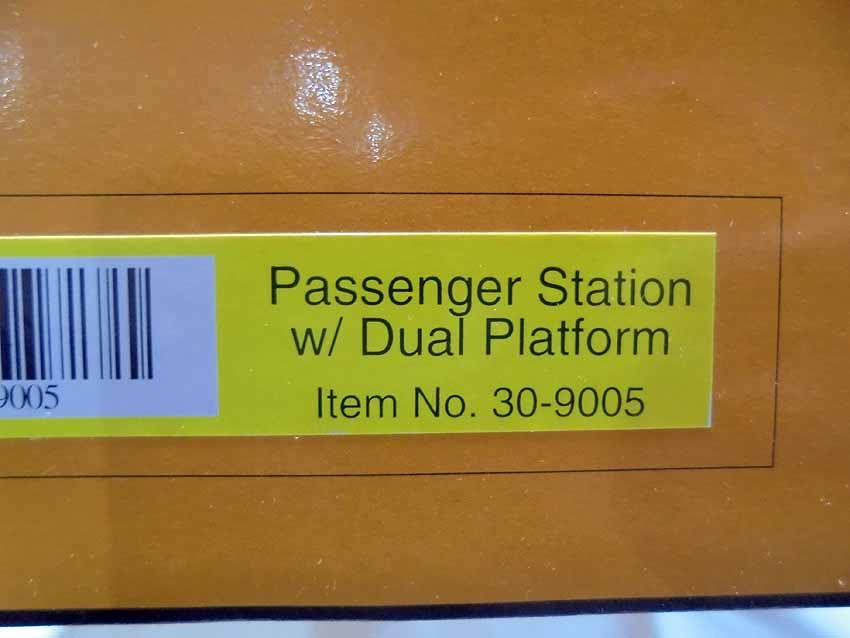 Passenger Station
w/ Dual Platform
Item No. 30-9005
9005